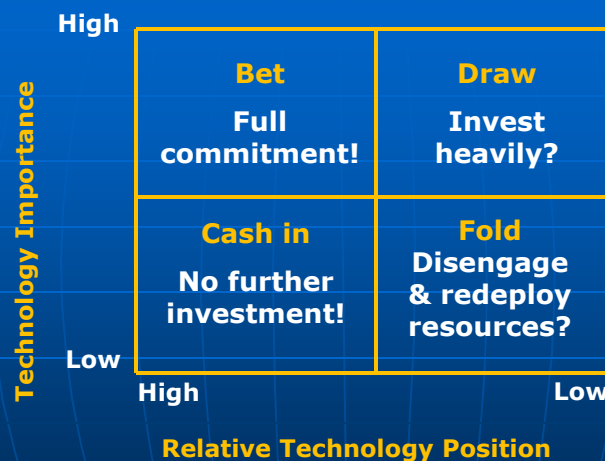 High
Bet
Draw
Full
commitment!
Invest
heavily?
Technology Importance
Cash in
No further
investment!
Fold
Disengage
& redeploy
resources?
Low
High
Low
Relative Technology Position